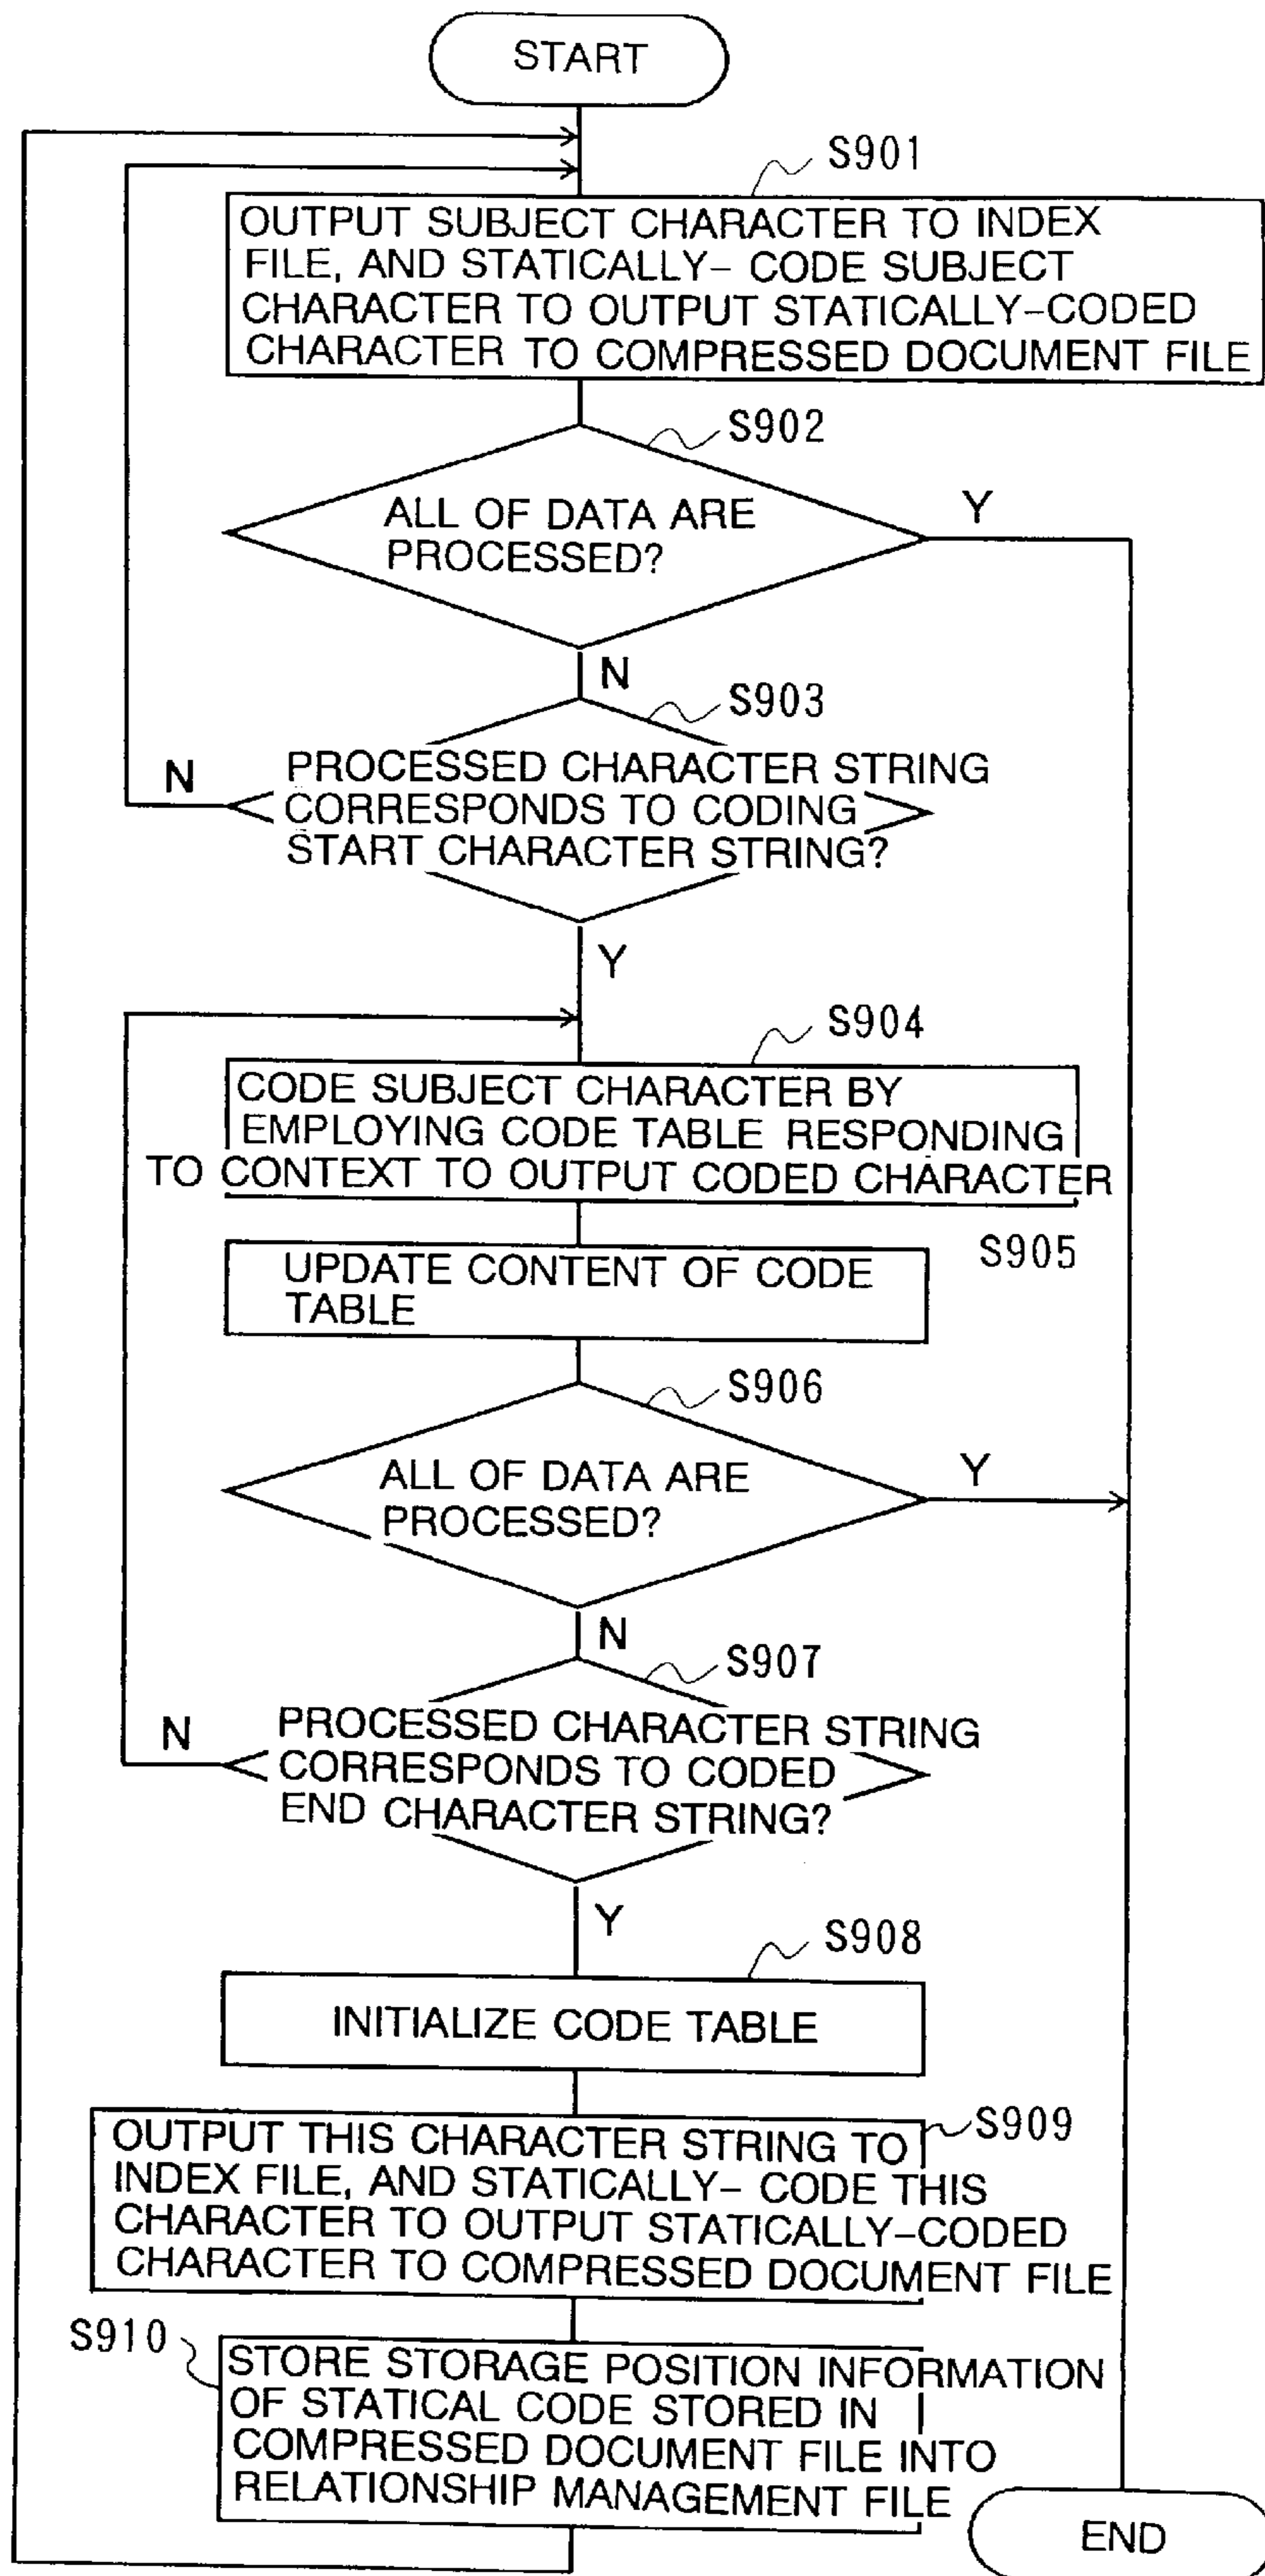 START
S901
OUTPUT SUBJECT CHARACTER TO INDEX
FILE, AND STATICALLY- CODE SUBJECT
CHARACTER TO OUTPUT STATICALLY-CODED
CHARACTER TO COMPRESSED DOCUMENT FILE
S902
ALL OF DATA ARE
PROCESSED?
Y
N
S903
N
PROCESSED CHARACTER STRING
CORRESPONDS TO CODING
START CHARACTER STRING?
Y
S904
CODE SUBJECT CHARACTER BY
EMPLOYING CODE TABLE RESPONDING
TO CONTEXT TO OUTPUT CODED CHARACTER
S905
UPDATE CONTENT OF CODE
TABLE
S906
ALL OF DATA ARE
PROCESSED?
Y
N
S907
N
PROCESSED CHARACTER STRING
CORRESPONDS TO CODED
END CHARACTER STRING?
Y
S908
INITIALIZE CODE TABLE
S909
OUTPUT THIS CHARACTER STRING TO
INDEX FILE, AND STATICALLY- CODE THIS
CHARACTER TO OUTPUT STATICALLY-CODED
CHARACTER TO COMPRESSED DOCUMENT FILE
S910
STORE STORAGE POSITION INFORMATION
OF STATICAL CODE STORED IN
COMPRESSED DOCUMENT FILE INTO
RELATIONSHIP MANAGEMENT FILE
END